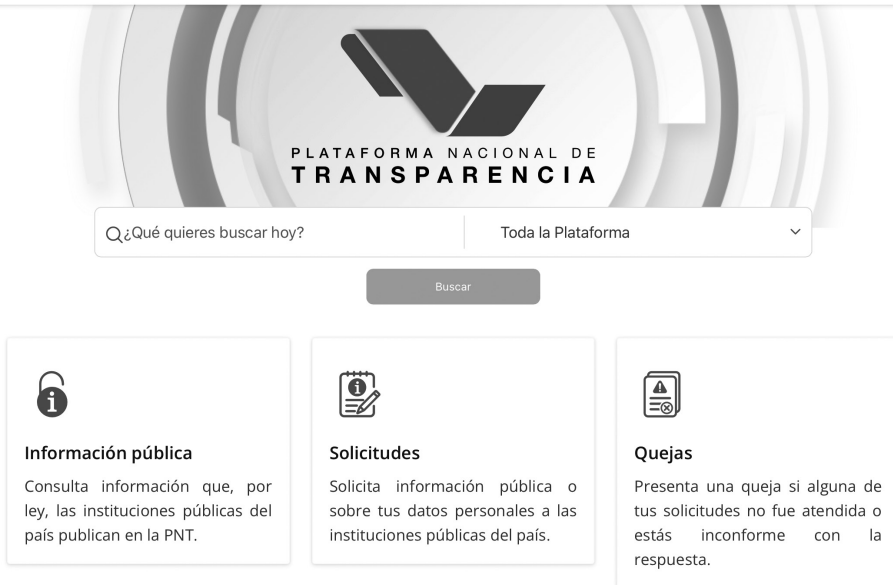 PLATAFORMA NACIONAL DE
TRANSPARENCIA
¿Qué quieres buscar hoy?
Toda la Plataforma
Buscar
Información pública
Consulta información que, por
ley, las instituciones públicas del
país publican en la PNT.
Solicitudes
Solicita información pública o
sobre tus datos personales a las
instituciones públicas del país.
Quejas
Presenta una queja si alguna de
tus solicitudes no fue atendida o
estás inconforme con la
respuesta.